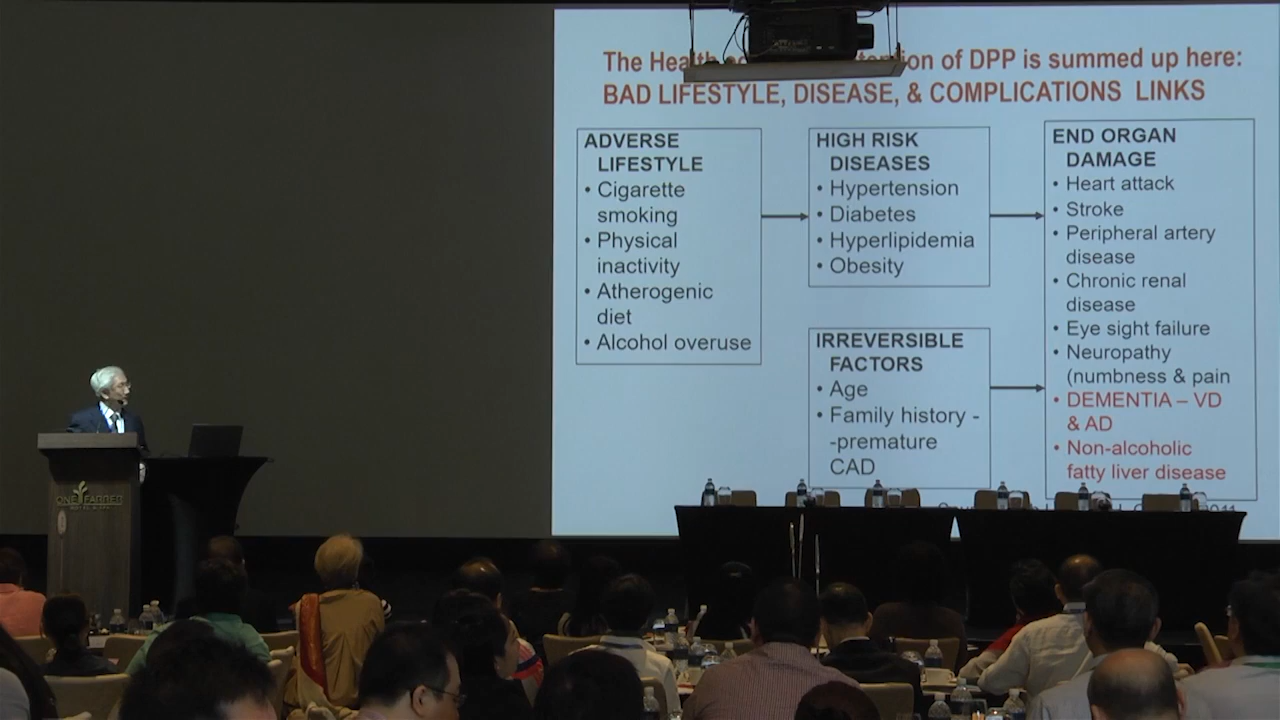 The Heal tion of DPP is summed up here:
BAD LIFESTYLE, DISEASE, & COMPLICATIONS LINKS
ADVERSE
LIFESTYLE
• Cigarette
smoking
• Physical
inactivity
• Atherogenic
diet
• Alcohol overuse
HIGH RISK
DISEASES
• Hypertension
• Diabetes
• Hyperlipidemia
• Obesity
IRREVERSIBLE
FACTORS
• Age
• Family history -
-premature
CAD
END ORGAN
DAMAGE
• Heart attack
• Stroke
• Peripheral artery
disease
• Chronic renal
disease
• Eye sight failure
• Neuropathy
(numbness & pain
• DEMENTIA – VD
& AD
• Non-alcoholic
fatty liver disease
ONE FARRER